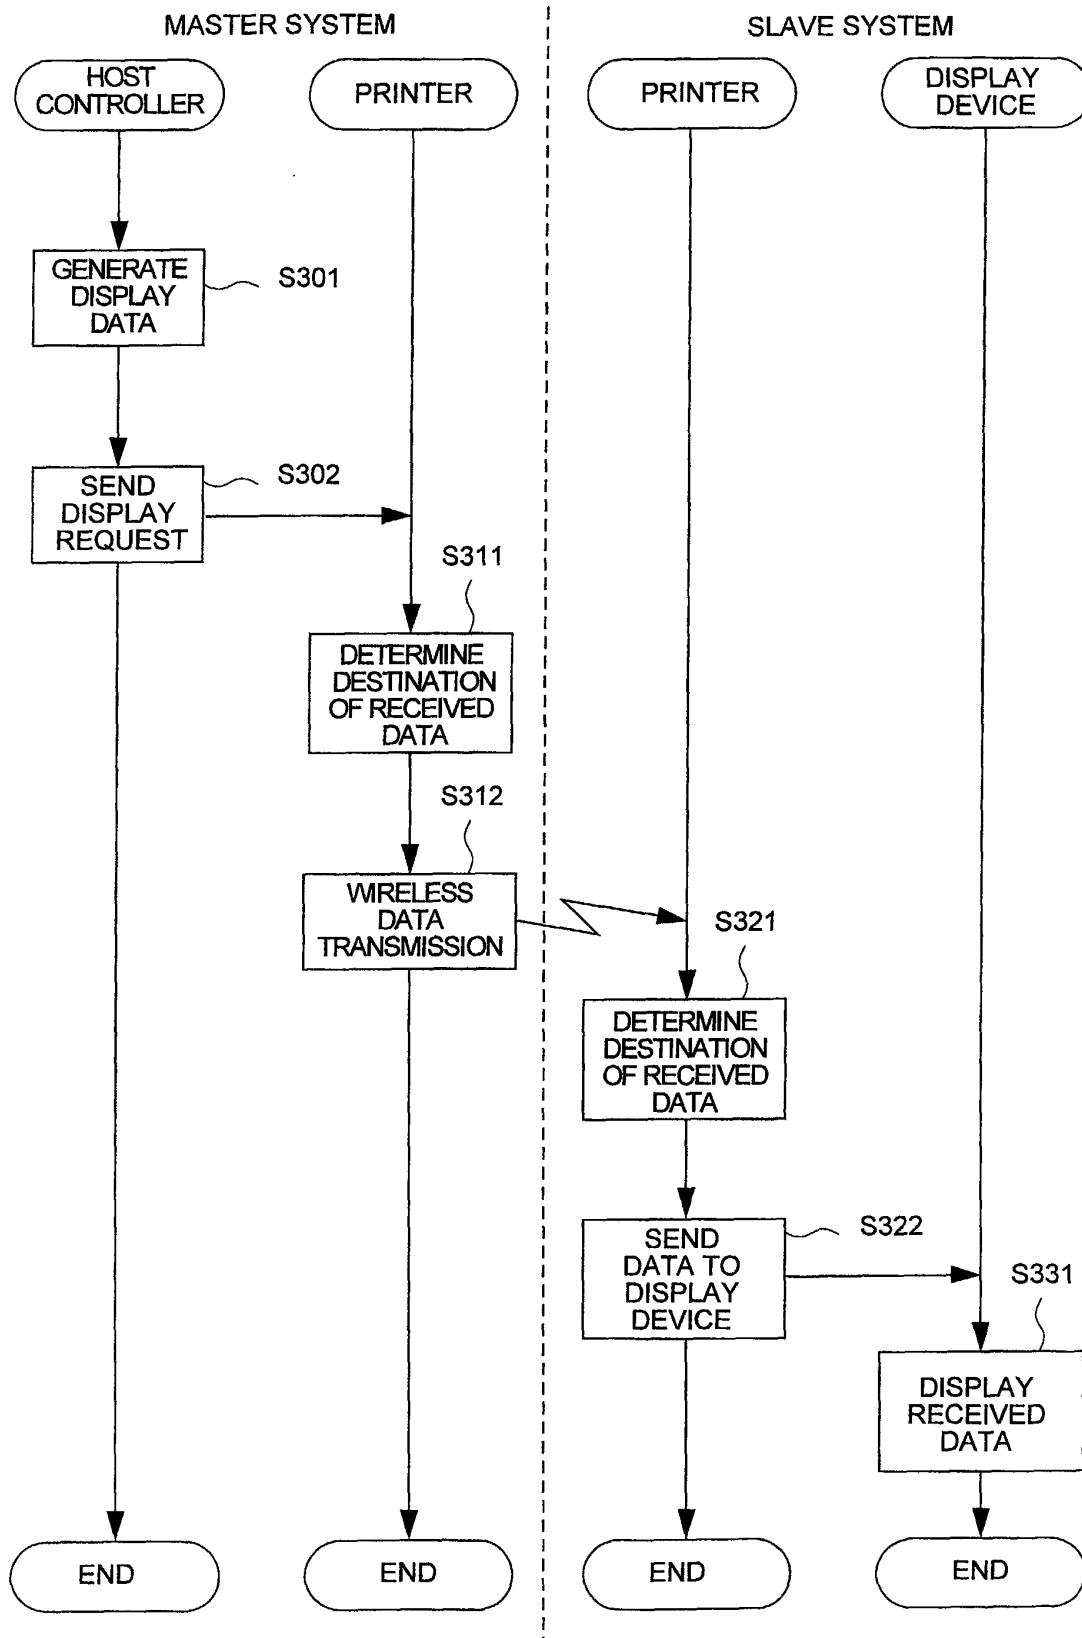 MASTER SYSTEM
SLAVE SYSTEM
HOST
CONTROLLER
PRINTER
PRINTER
DISPLAY
DEVICE
GENERATE
DISPLAY
DATA
S301
SEND
DISPLAY
REQUEST
S302
S311
DETERMINE
DESTINATION
OF RECEIVED
DATA
S312
WIRELESS
DATA
TRANSMISSION
S321
DETERMINE
DESTINATION
OF RECEIVED
DATA
SEND
DATA TO
DISPLAY
DEVICE
S322
S331
DISPLAY
RECEIVED
DATA
END
END
END
END